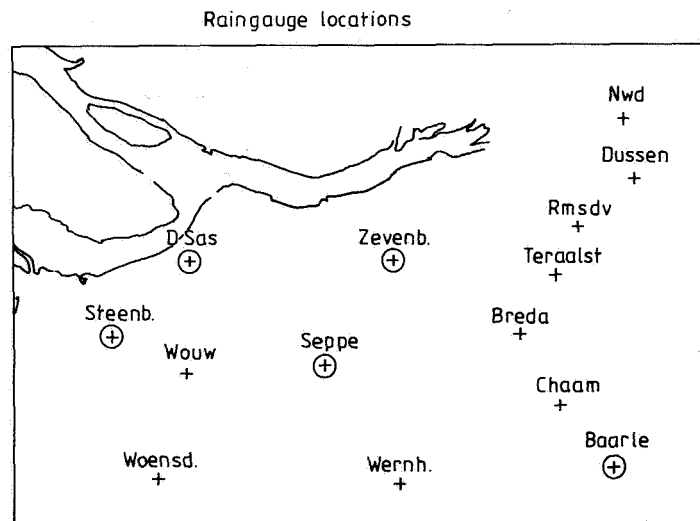 Raingauge locations
Nwd
Dussen
Rmsdv
D Sas
Zevenb.
Teraalst
Steenb.
Breda
Wouw
Seppe
Chaam
Baarle
Woensd.
Wernh.